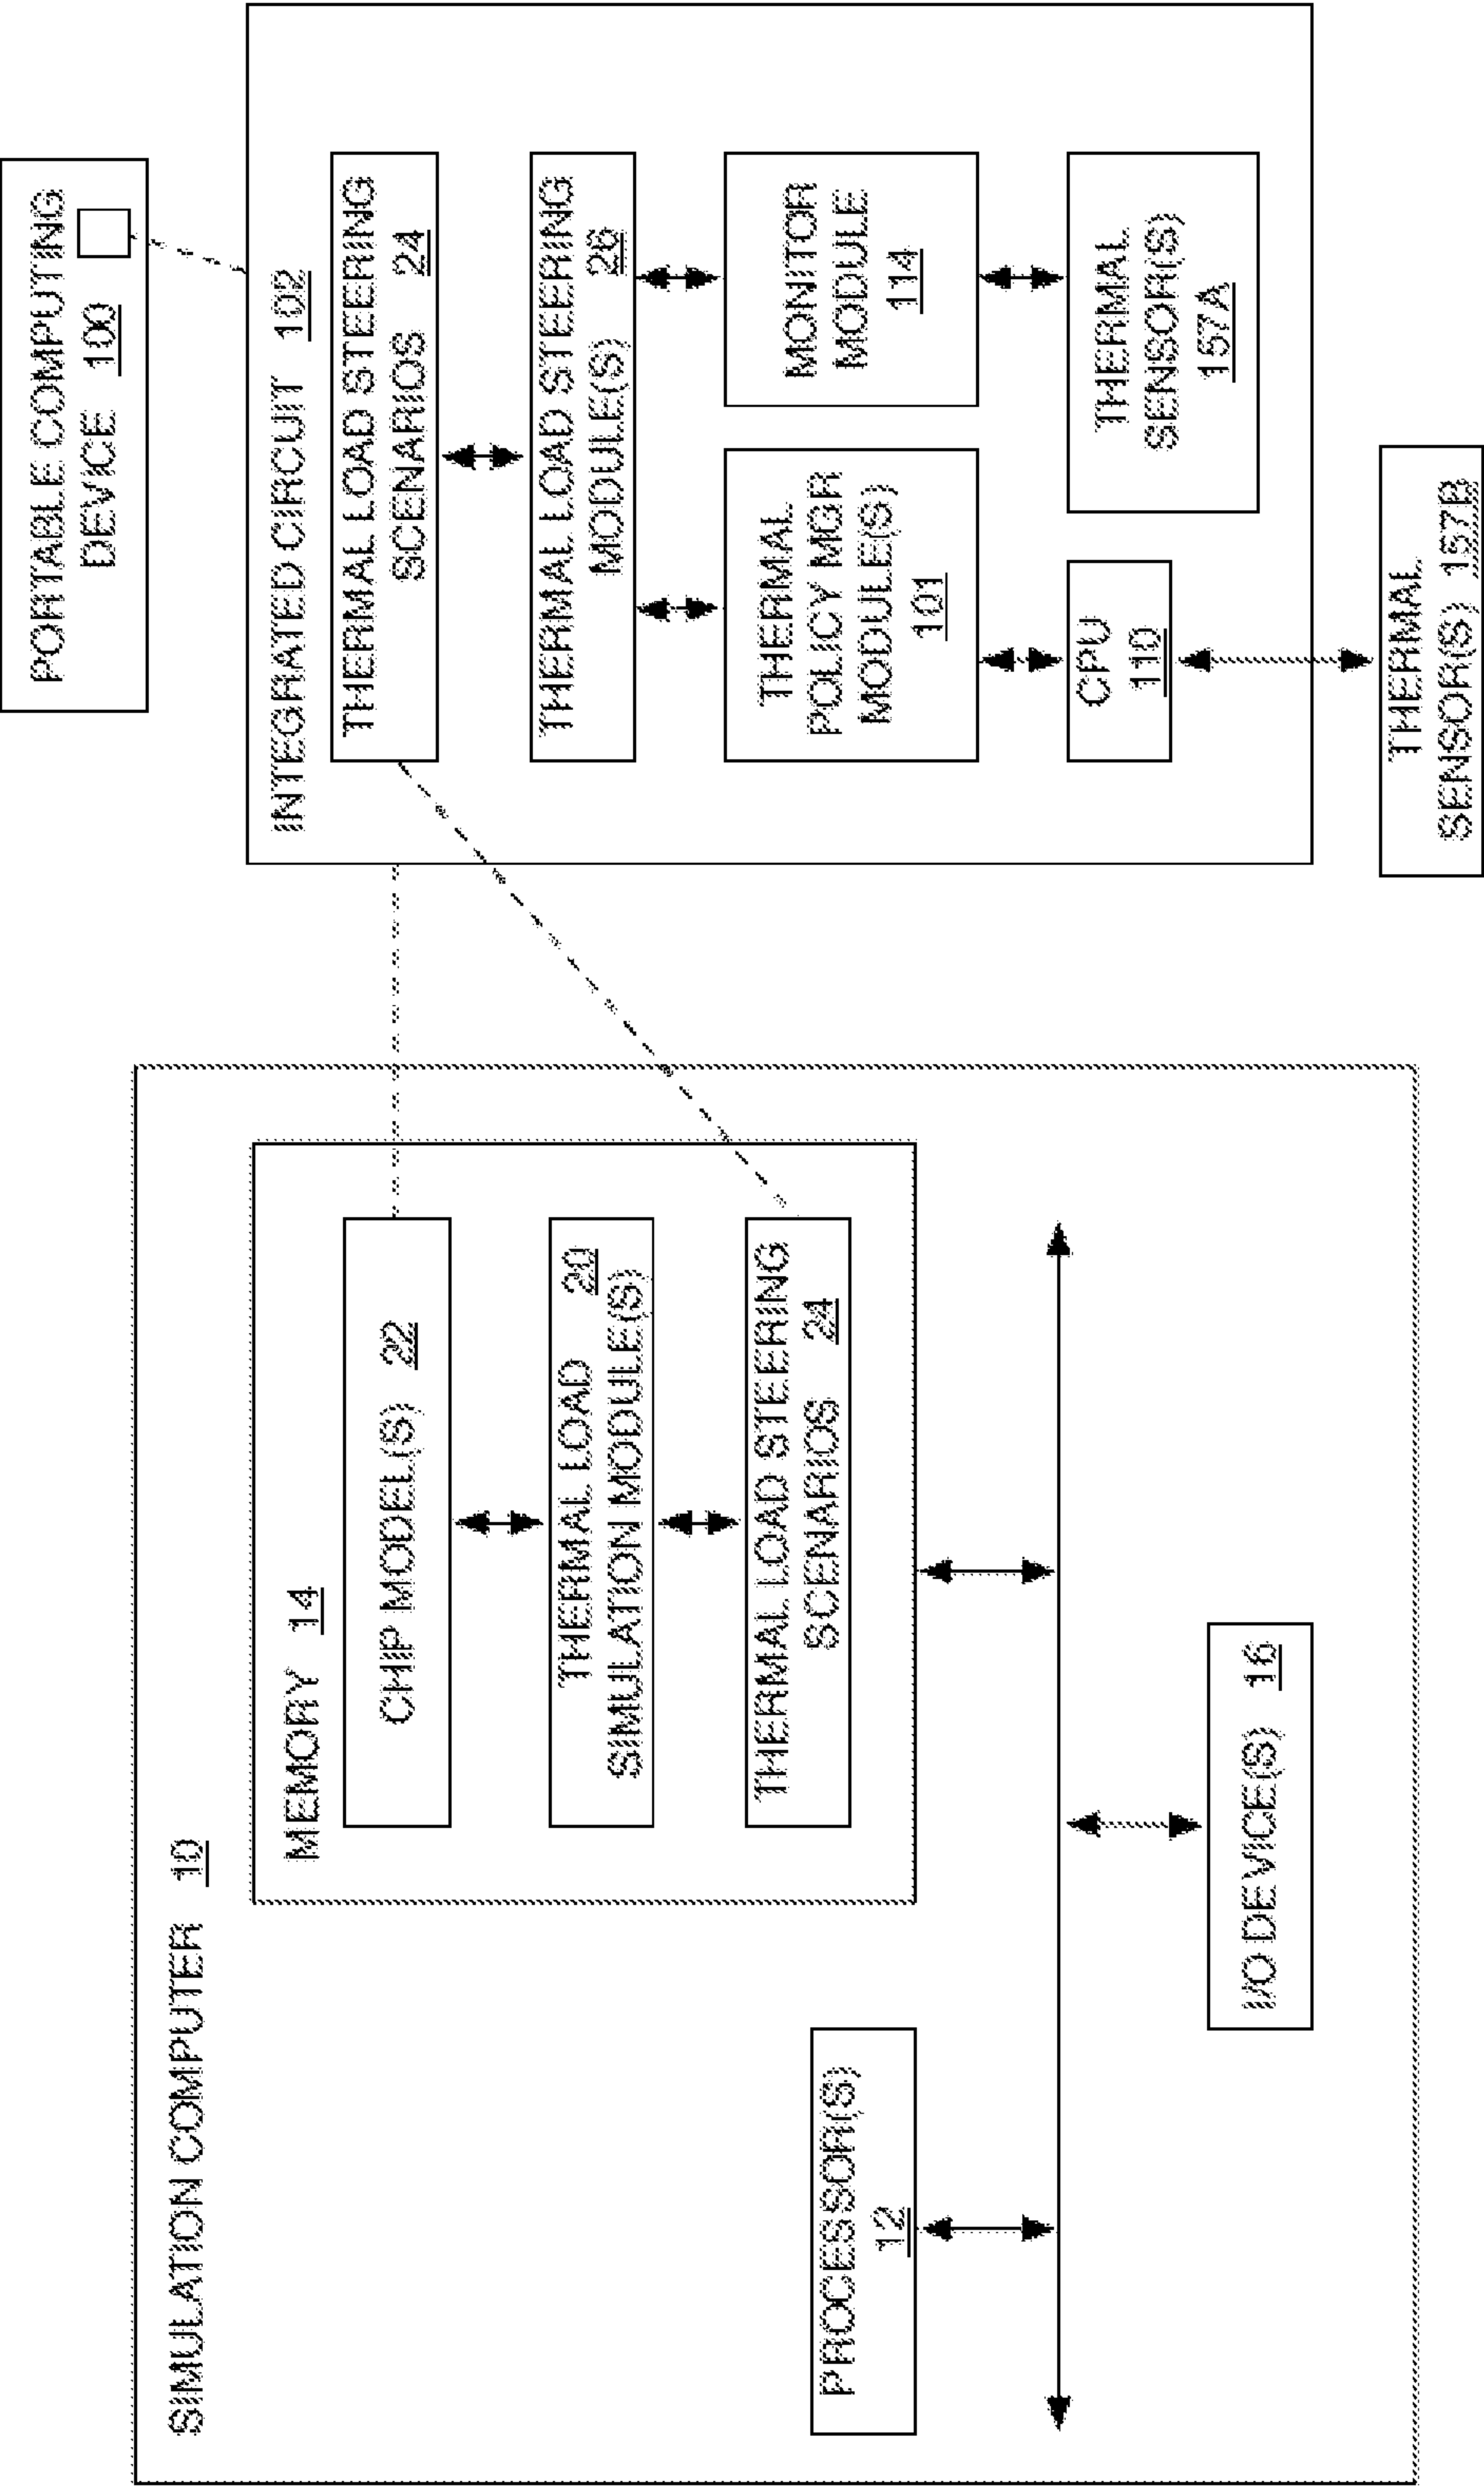 SIMULATION COMPUTER 10
MEMORY 14
CHIP MODEL(S) 22
THERMAL LOAD 20
SIMULATION MODULE(S)
THERMAL LOAD STEERING
SCENARIOS 24
PROCESSOR(S)
12
I/O DEVICE(S) 16
PORTABLE COMPUTING
DEVICE 100
INTEGRATED CIRCUIT 102
THERMAL LOAD STEERING
SCENARIOS 24
THERMAL LOAD STEERING
MODULE(S) 26
THERMAL
POLICY MGR
MODULE(S)
101
MONITOR
MODULE
114
CPU
110
THERMAL
SENSOR(S)
157A
THERMAL
SENSOR(S) 157B